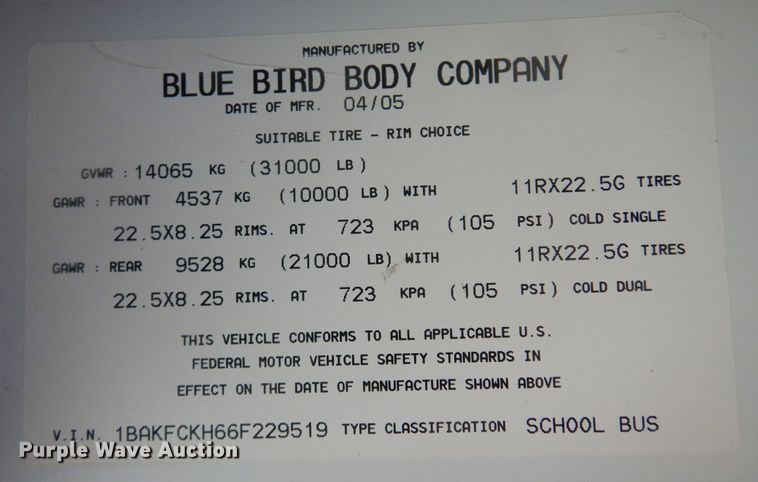 MANUFACTURED BY
BLUE BIRD BODY COMPANY
DATE OF MFR. 04/05
SUITABLE TIRE - RIM CHOICE
GVWR : 14065 KG (31000 LB)
GAWR : FRONT 4537 KG (10000 LB) WITH 11RX22.5G TIRES
22.5X8.25 RIMS. AT 723 KPA (105 PSI) COLD SINGLE
GAWR : REAR 9528 KG (21000 LB) WITH 11RX22.5G TIRES
22.5X8.25 RIMS. AT 723 KPA (105 PSI) COLD DUAL
THIS VEHICLE CONFORMS TO ALL APPLICABLE U.S.
FEDERAL MOTOR VEHICLE SAFETY STANDARDS IN
EFFECT ON THE DATE OF MANUFACTURE SHOWN ABOVE
V.I.N. 1BAKFCKH66F229519 TYPE CLASSIFICATION SCHOOL BUS
Purple Wave Auction